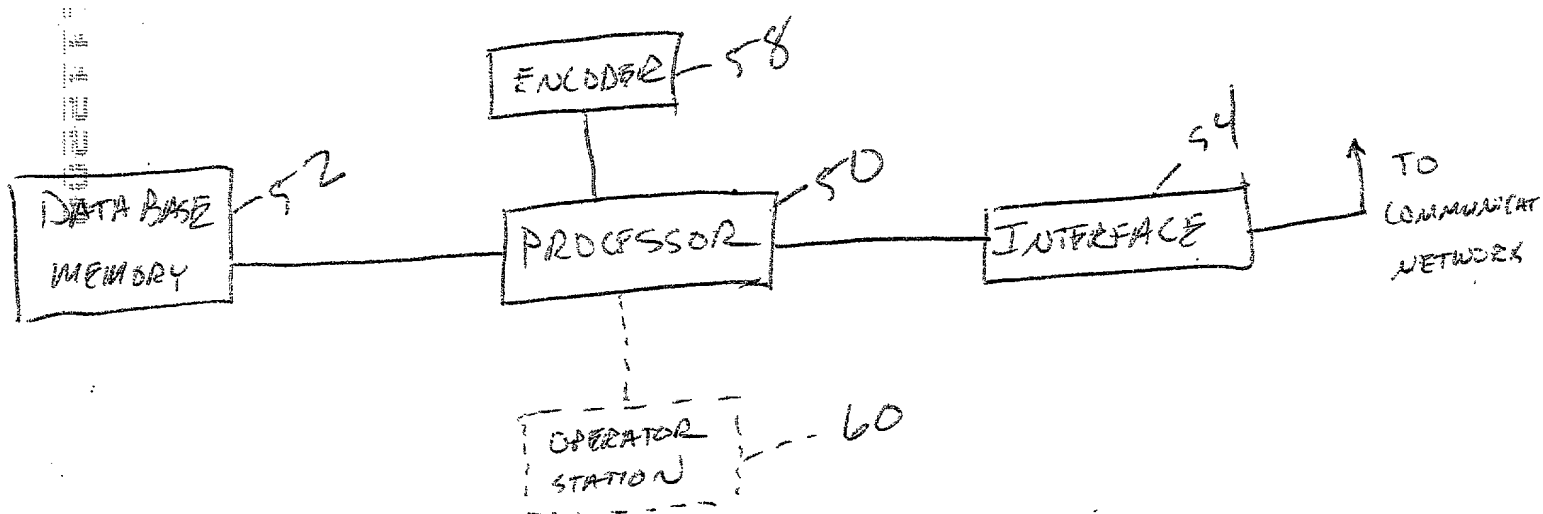 ENCODER
58
DATA BASE
MEMORY
52
PROCESSOR
50
INTERFACE
54
TO
COMMUNICAT
NETWORK
OPERATOR
STATION
60